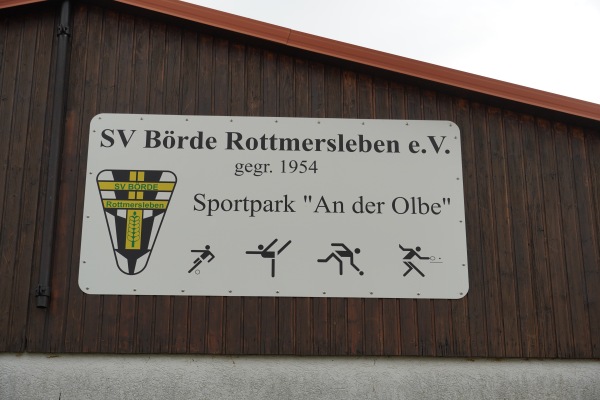 SV Börde Rottmersleben e.V.
gegr. 1954
SV BÖRDE
Rottmersleben
Sportpark "An der Olbe"